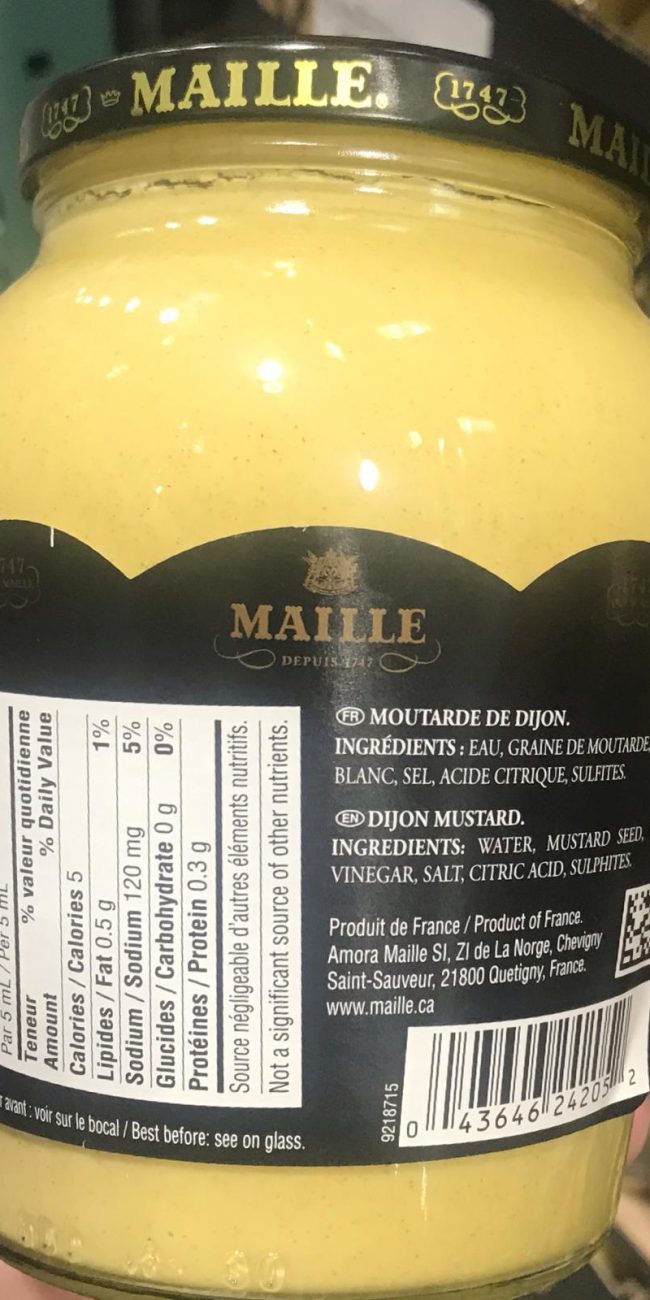 1747 MAILLE. 1747 MAI
747
MAILLE
DEPUIS 1747
Par 5 mL / Per 5 mL
Teneur % valeur quotidienne
Amount % Daily Value
Calories / Calories 5
Lipides / Fat 0.5 g 1%
Sodium / Sodium 120 mg 5%
Glucides / Carbohydrate 0 g 0%
Protéines / Protein 0.3 g
Source négligeable d'autres éléments nutritifs.
Not a significant source of other nutrients.
avant : voir sur le bocal / Best before: see on glass.
FR MOUTARDE DE DIJON.
INGRÉDIENTS : EAU, GRAINE DE MOUTARDE,
BLANC, SEL, ACIDE CITRIQUE, SULFITES.
EN DIJON MUSTARD.
INGREDIENTS: WATER, MUSTARD SEED,
VINEGAR, SALT, CITRIC ACID, SULPHITES.
Produit de France / Product of France.
Amora Maille SI, ZI de La Norge, Chevigny
Saint-Sauveur, 21800 Quetigny, France.
www.maille.ca
9218715
0 43646 24205 2